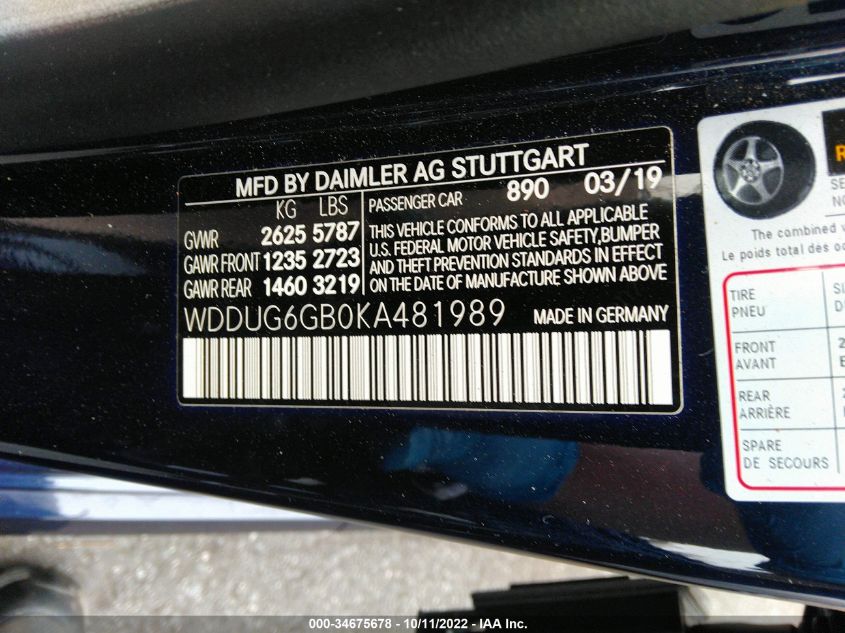 MFD BY DAIMLER AG STUTTGART
KG LBS
GVWR 2625 5787
GAWR FRONT 1235 2723
GAWR REAR 1460 3219
PASSENGER CAR 890 03/19
THIS VEHICLE CONFORMS TO ALL APPLICABLE
U.S. FEDERAL MOTOR VEHICLE SAFETY, BUMPER
AND THEFT PREVENTION STANDARDS IN EFFECT
ON THE DATE OF MANUFACTURE SHOWN ABOVE
WDDUG6GB0KA481989 MADE IN GERMANY
The combined
Le poids total des
TIRE
PNEU
FRONT
AVANT
REAR
ARRIÈRE
SPARE
DE SECOURS
000-34675678 - 10/11/2022 - IAA Inc.